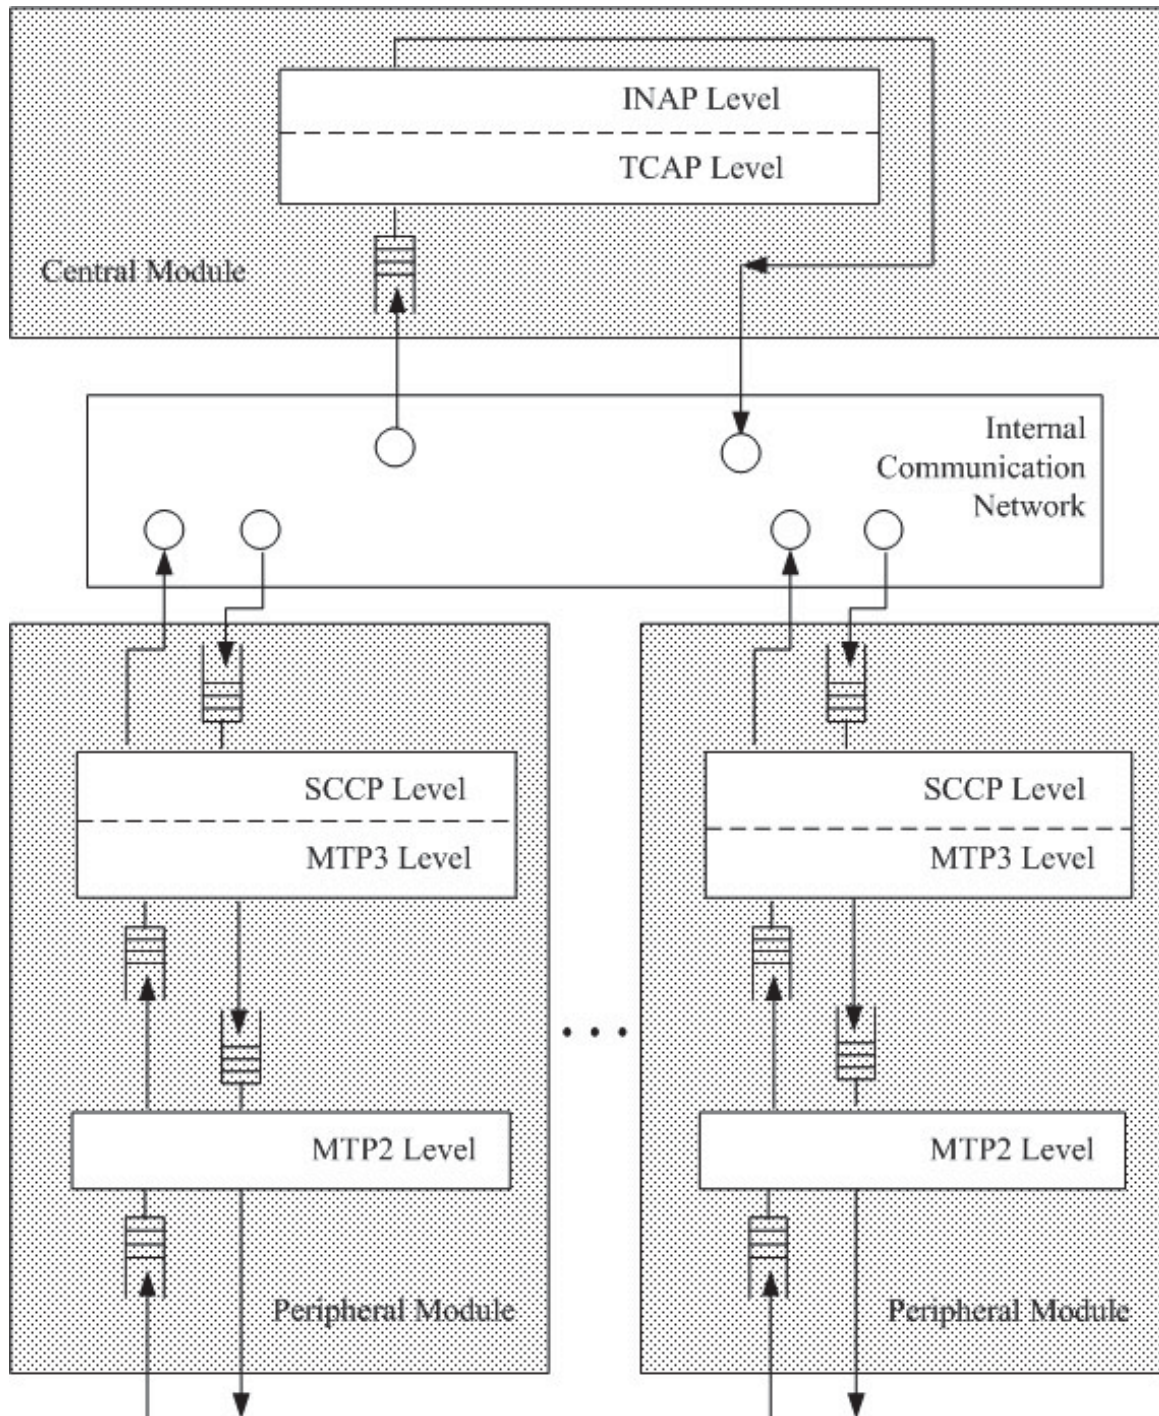 INAP Level
TCAP Level
Central Module
Internal
Communication
Network
SCCP Level
MTP3 Level
MTP2 Level
Peripheral Module
SCCP Level
MTP3 Level
MTP2 Level
Peripheral Module